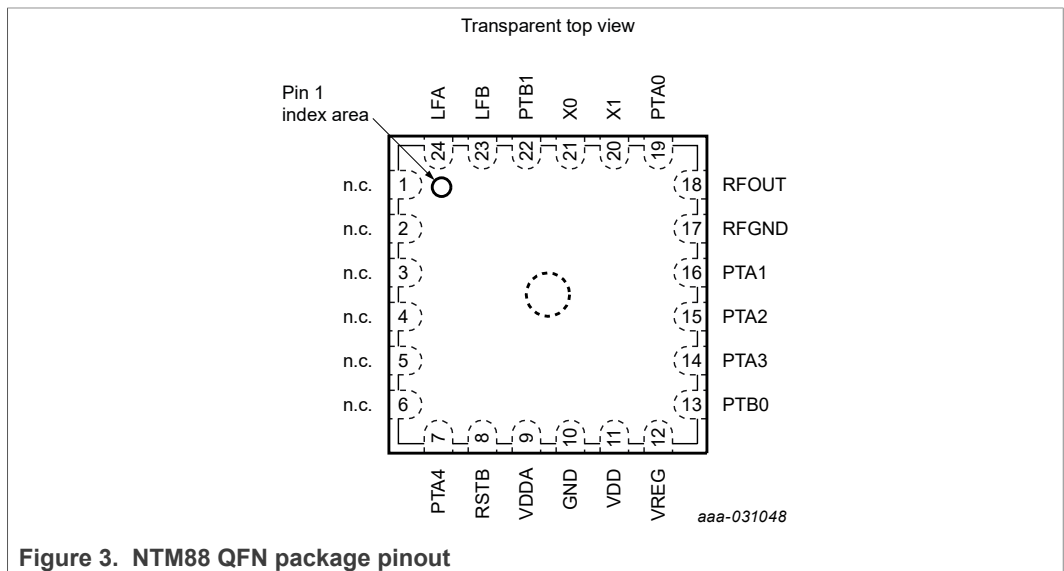 Transparent top view
Pin 1
index area
LFA
LFB
PTB1
X0
X1
PTA0
24
23
22
21
20
19
n.c. 1
18 RFOUT
n.c. 2
17 RFGND
n.c. 3
16 PTA1
n.c. 4
15 PTA2
n.c. 5
14 PTA3
n.c. 6
13 PTB0
7
8
9
10
11
12
PTA4
RSTB
VDDA
GND
VDD
VREG
aaa-031048
Figure 3. NTM88 QFN package pinout